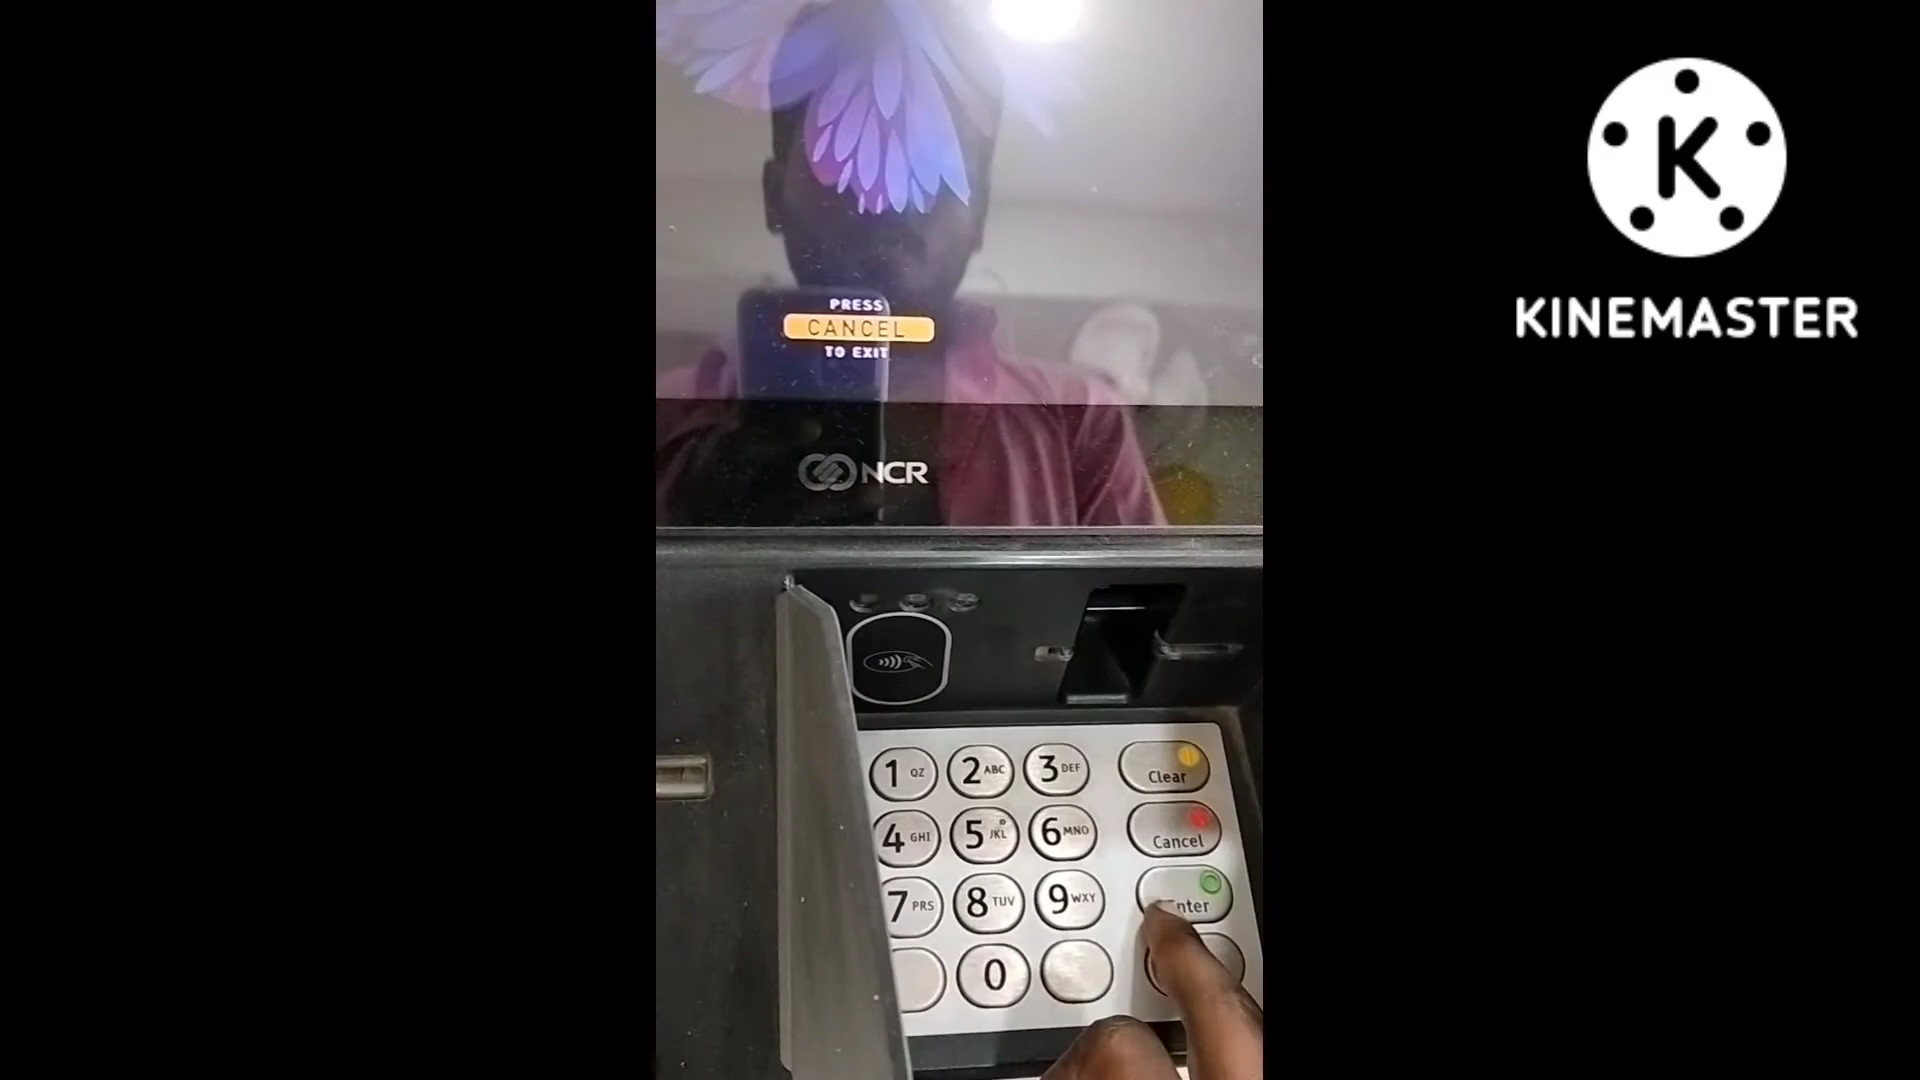 PRESS
CANCEL
TO EXIT
NCR
K
KINEMASTER
1 QZ 2 ABC 3 DEF Clear
4 GHI 5 JKL 6 MNO Cancel
7 PRS 8 TUV 9 WXY Enter
0